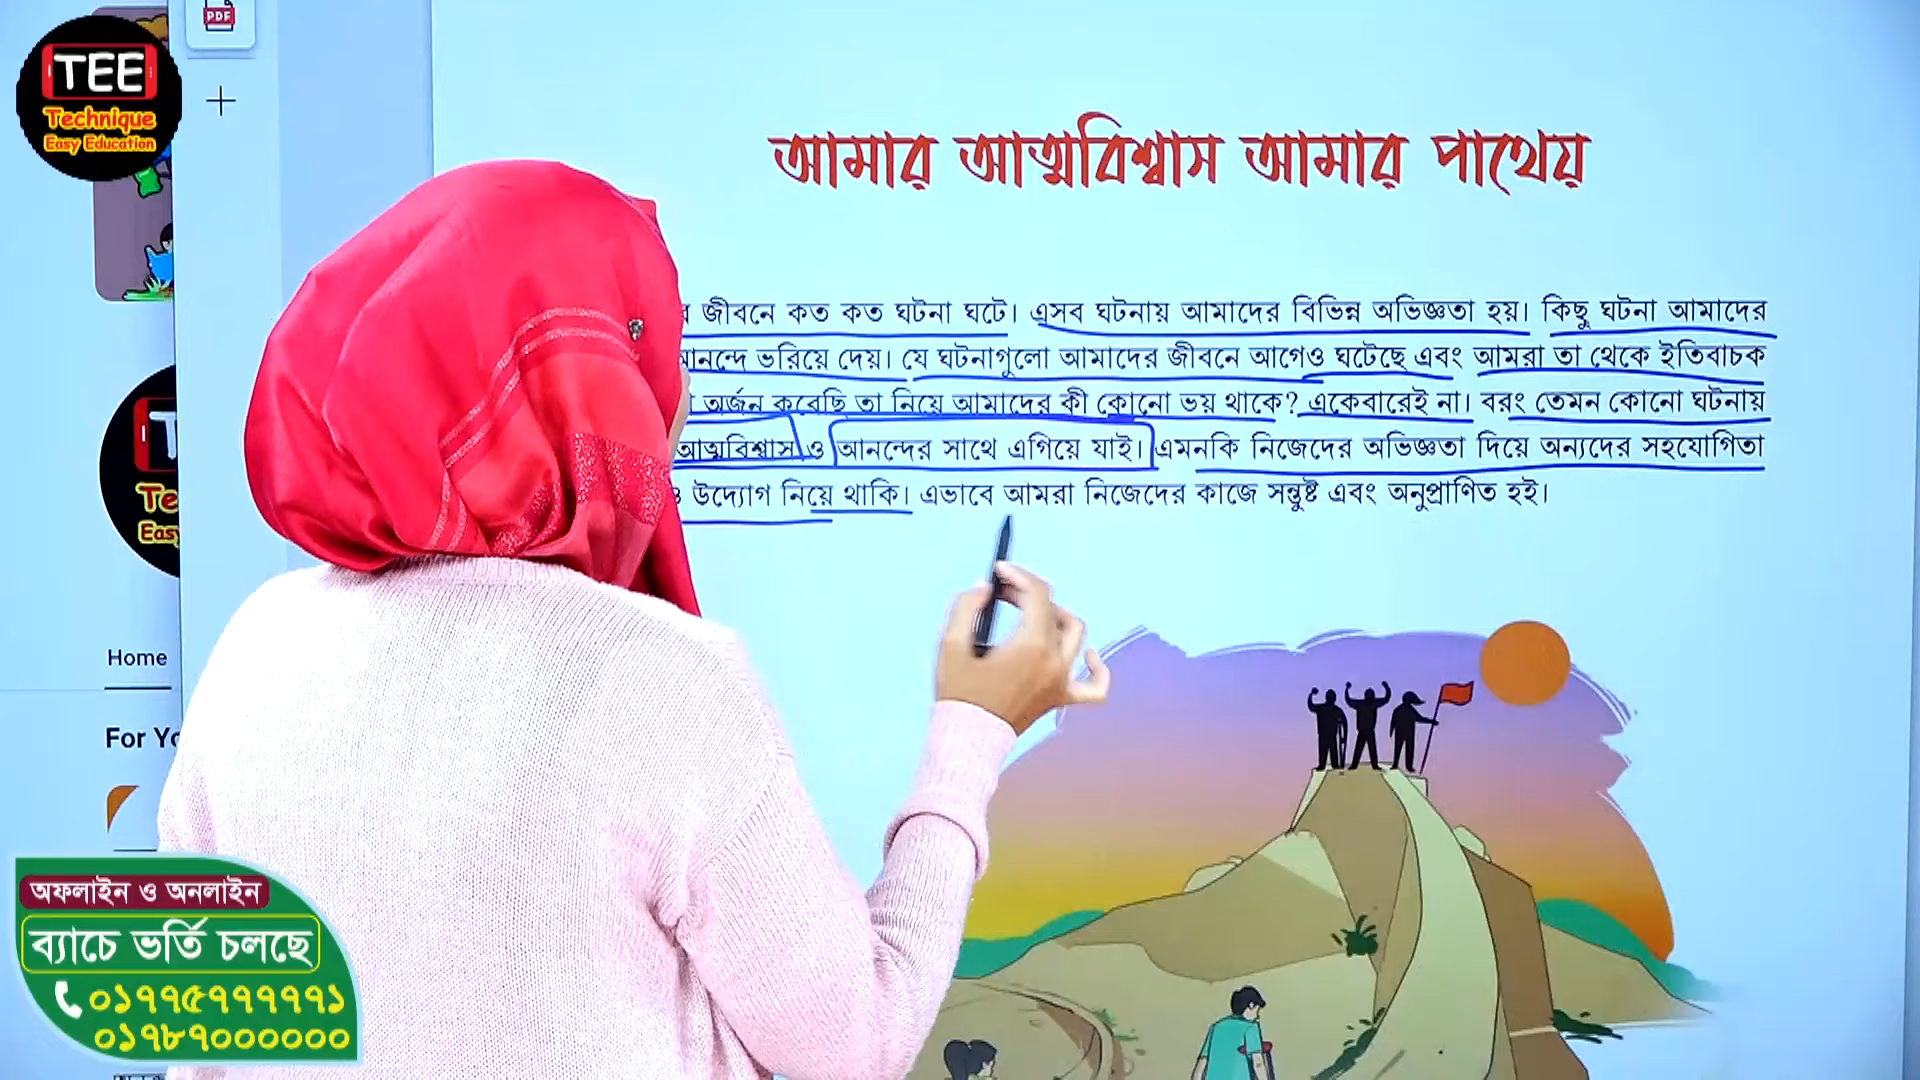 PDF
TEE
Technique
Easy Education
আমার আত্মবিশ্বাস আমার পাথেয়
জীবনে কত কত ঘটনা ঘটে। এসব ঘটনায় আমাদের বিভিন্ন অভিজ্ঞতা হয়। কিছু ঘটনা আমাদের
আনন্দে ভরিয়ে দেয়। যে ঘটনাগুলো আমাদের জীবনে আগেও ঘটেছে এবং আমরা তা থেকে ইতিবাচক
অর্জন করেছি তা নিয়ে আমাদের কী কোনো ভয় থাকে? একেবারেই না। বরং তেমন কোনো ঘটনায়
আত্মবিশ্বাস ও আনন্দের সাথে এগিয়ে যাই। এমনকি নিজেদের অভিজ্ঞতা দিয়ে অন্যদের সহযোগিতা
উদ্যোগ নিয়ে থাকি। এভাবে আমরা নিজেদের কাজে সন্তুষ্ট এবং অনুপ্রাণিত হই।
Home
For
অফলাইন ও অনলাইন
ব্যাচে ভর্তি চলছে
০১৭৭৫৭৭৭৭৭১
০১৭৮৭০০০০০০